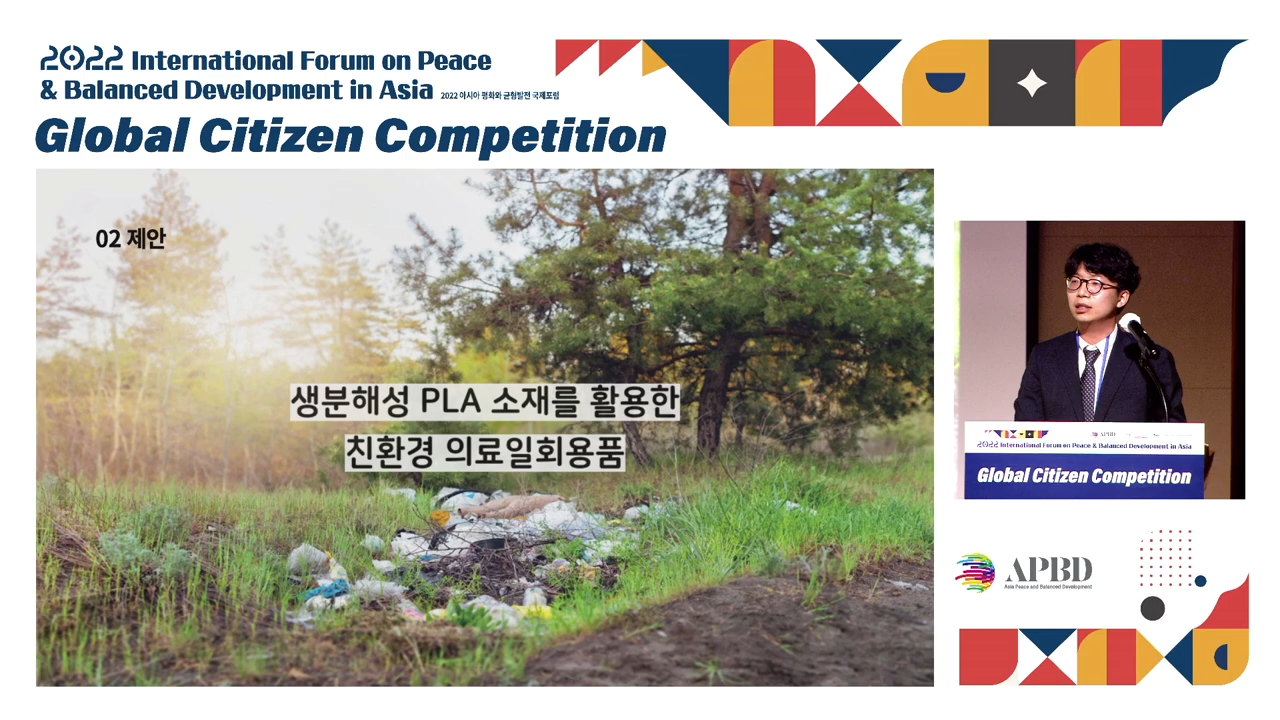 2022 International Forum on Peace
& Balanced Development in Asia 2022 아시아 평화와 균형발전 국제포럼
Global Citizen Competition
02 제안
생분해성 PLA 소재를 활용한
친환경 의료일회용품
APBD
2022 International Forum on Peace & Balanced Development in Asia
Global Citizen Competition
APBD
Asia Peace and Balanced Development